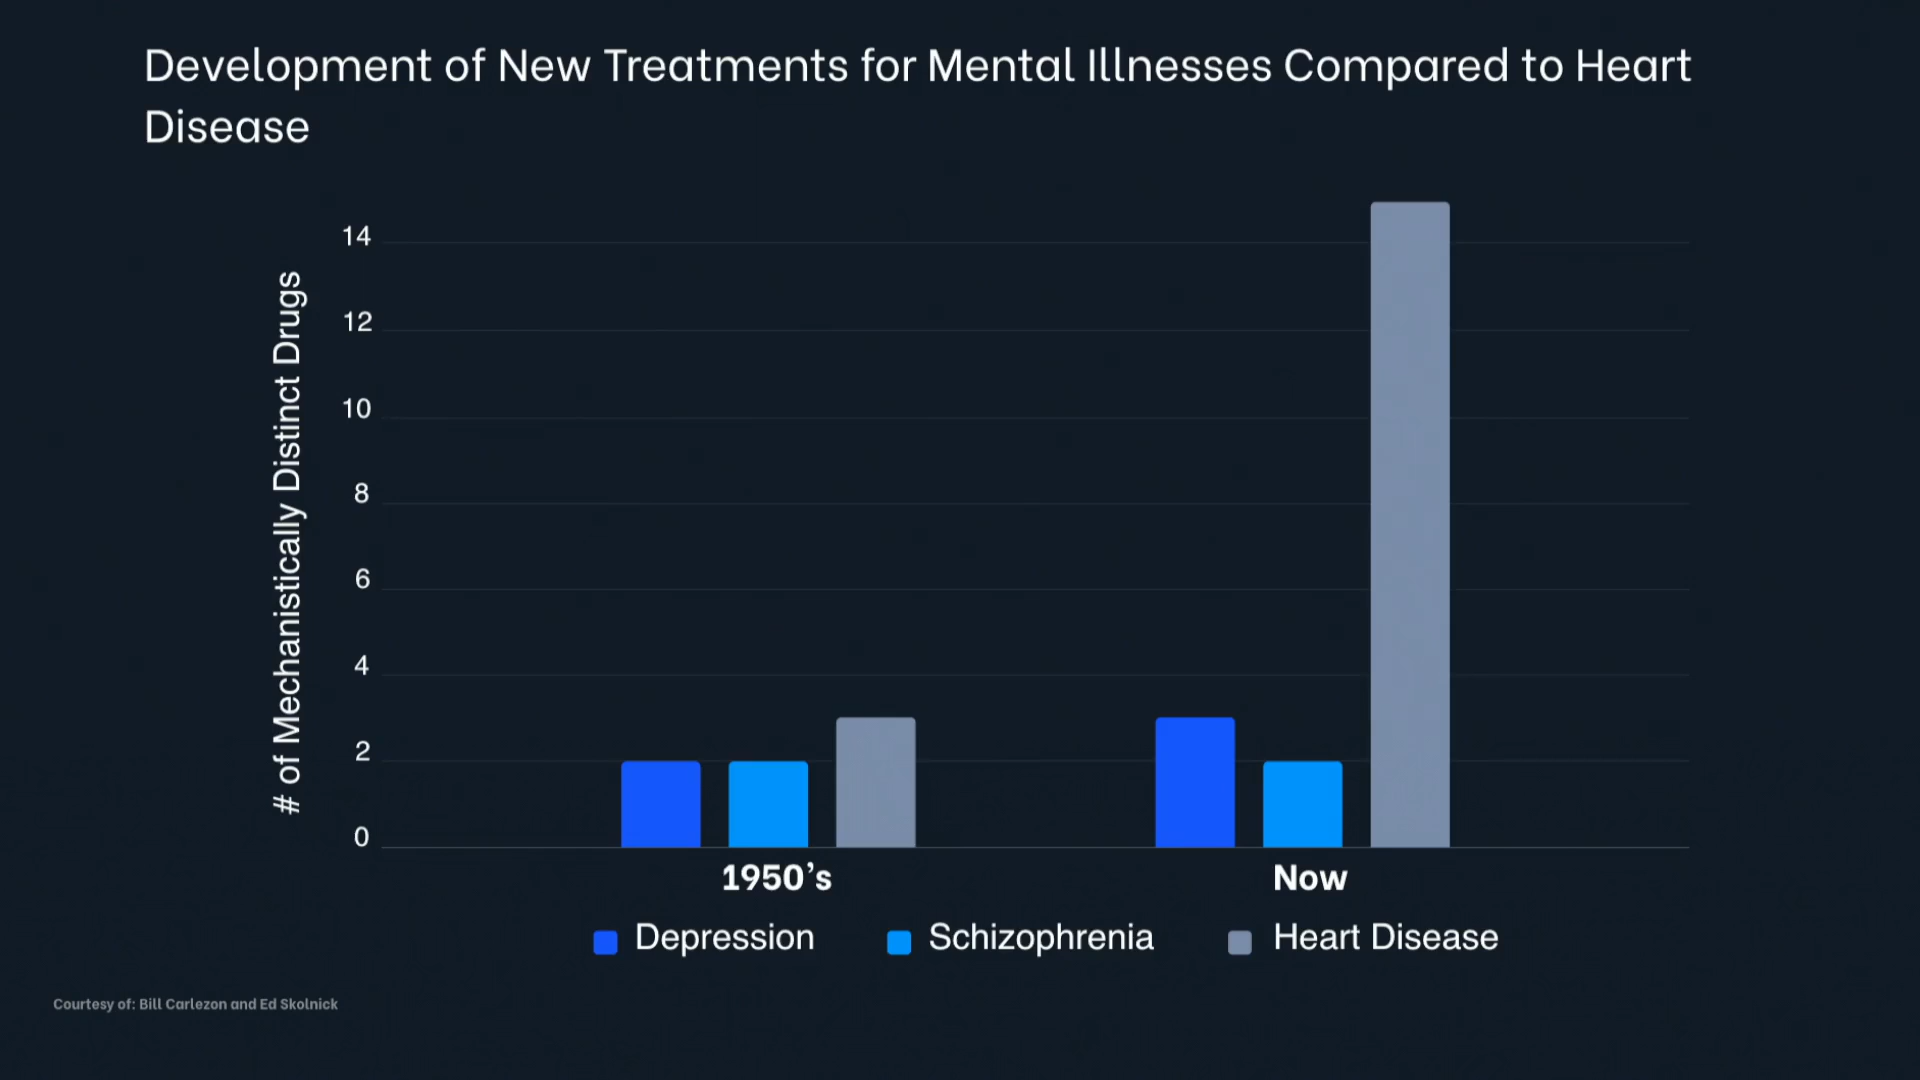 Development of New Treatments for Mental Illnesses Compared to Heart
Disease
# of Mechanistically Distinct Drugs
14
12
10
8
6
4
2
0
1950’s
Now
Depression
Schizophrenia
Heart Disease
Courtesy of: Bill Carlezon and Ed Skolnick